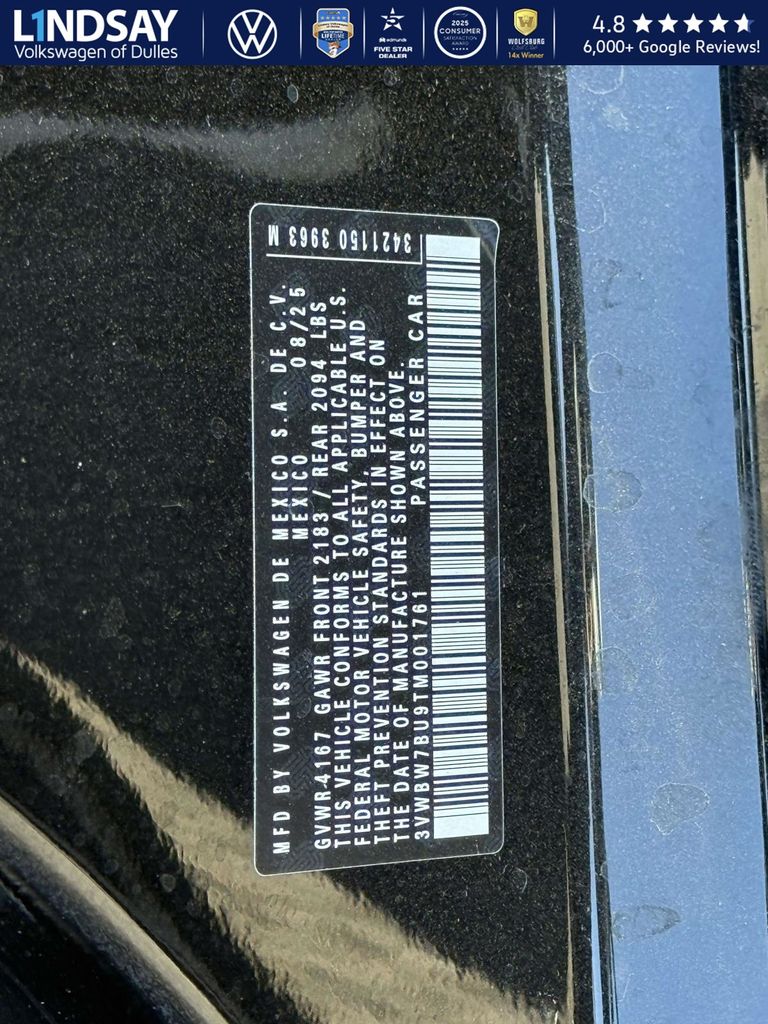 L1NDSAY
Volkswagen of Dulles
edmunds
FIVE STAR
DEALER
2025
CONSUMER
SATISFACTION
AWARD
WOLFSBURG
14x Winner
4.8
6,000+ Google Reviews!
MFD BY VOLKSWAGEN DE MEXICO S.A. DE C.V.
MEXICO 08/25
GVWR 4167 GAWR FRONT 2183 / REAR 2094 LBS
THIS VEHICLE CONFORMS TO ALL APPLICABLE U.S.
FEDERAL MOTOR VEHICLE SAFETY, BUMPER AND
THEFT PREVENTION STANDARDS IN EFFECT ON
THE DATE OF MANUFACTURE SHOWN ABOVE.
3VWBW7BU9TM001761 PASSENGER CAR
3421150 3963 M